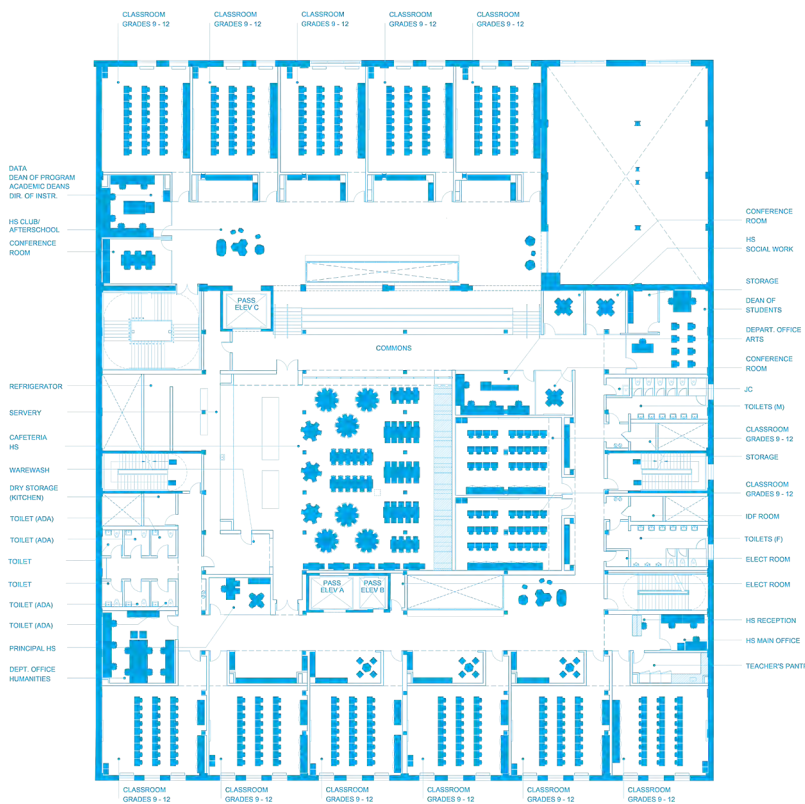 CLASSROOM
GRADES 9 - 12
CLASSROOM
GRADES 9 - 12
CLASSROOM
GRADES 9 - 12
CLASSROOM
GRADES 9 - 12
CLASSROOM
GRADES 9 - 12
DATA
DEAN OF PROGRAM
ACADEMIC DEANS
DIR. OF INSTR.
HS CLUB/
AFTERSCHOOL
CONFERENCE
ROOM
REFRIGERATOR
SERVERY
CAFETERIA
HS
WAREWASH
DRY STORAGE
(KITCHEN)
TOILET (ADA)
TOILET (ADA)
TOILET
TOILET
TOILET (ADA)
TOILET (ADA)
PRINCIPAL HS
DEPT. OFFICE
HUMANITIES
PASS
ELEV C
COMMONS
PASS
ELEV A
PASS
ELEV B
CONFERENCE
ROOM
HS
SOCIAL WORK
STORAGE
DEAN OF
STUDENTS
DEPART. OFFICE
ARTS
CONFERENCE
ROOM
JC
TOILETS (M)
CLASSROOM
GRADES 9 - 12
STORAGE
CLASSROOM
GRADES 9 - 12
IDF ROOM
TOILETS (F)
ELECT ROOM
ELECT ROOM
HS RECEPTION
HS MAIN OFFICE
TEACHER'S PANTI
CLASSROOM
GRADES 9 - 12
CLASSROOM
GRADES 9 - 12
CLASSROOM
GRADES 9 - 12
CLASSROOM
GRADES 9 - 12
CLASSROOM
GRADES 9 - 12
CLASSROOM
GRADES 9 - 12